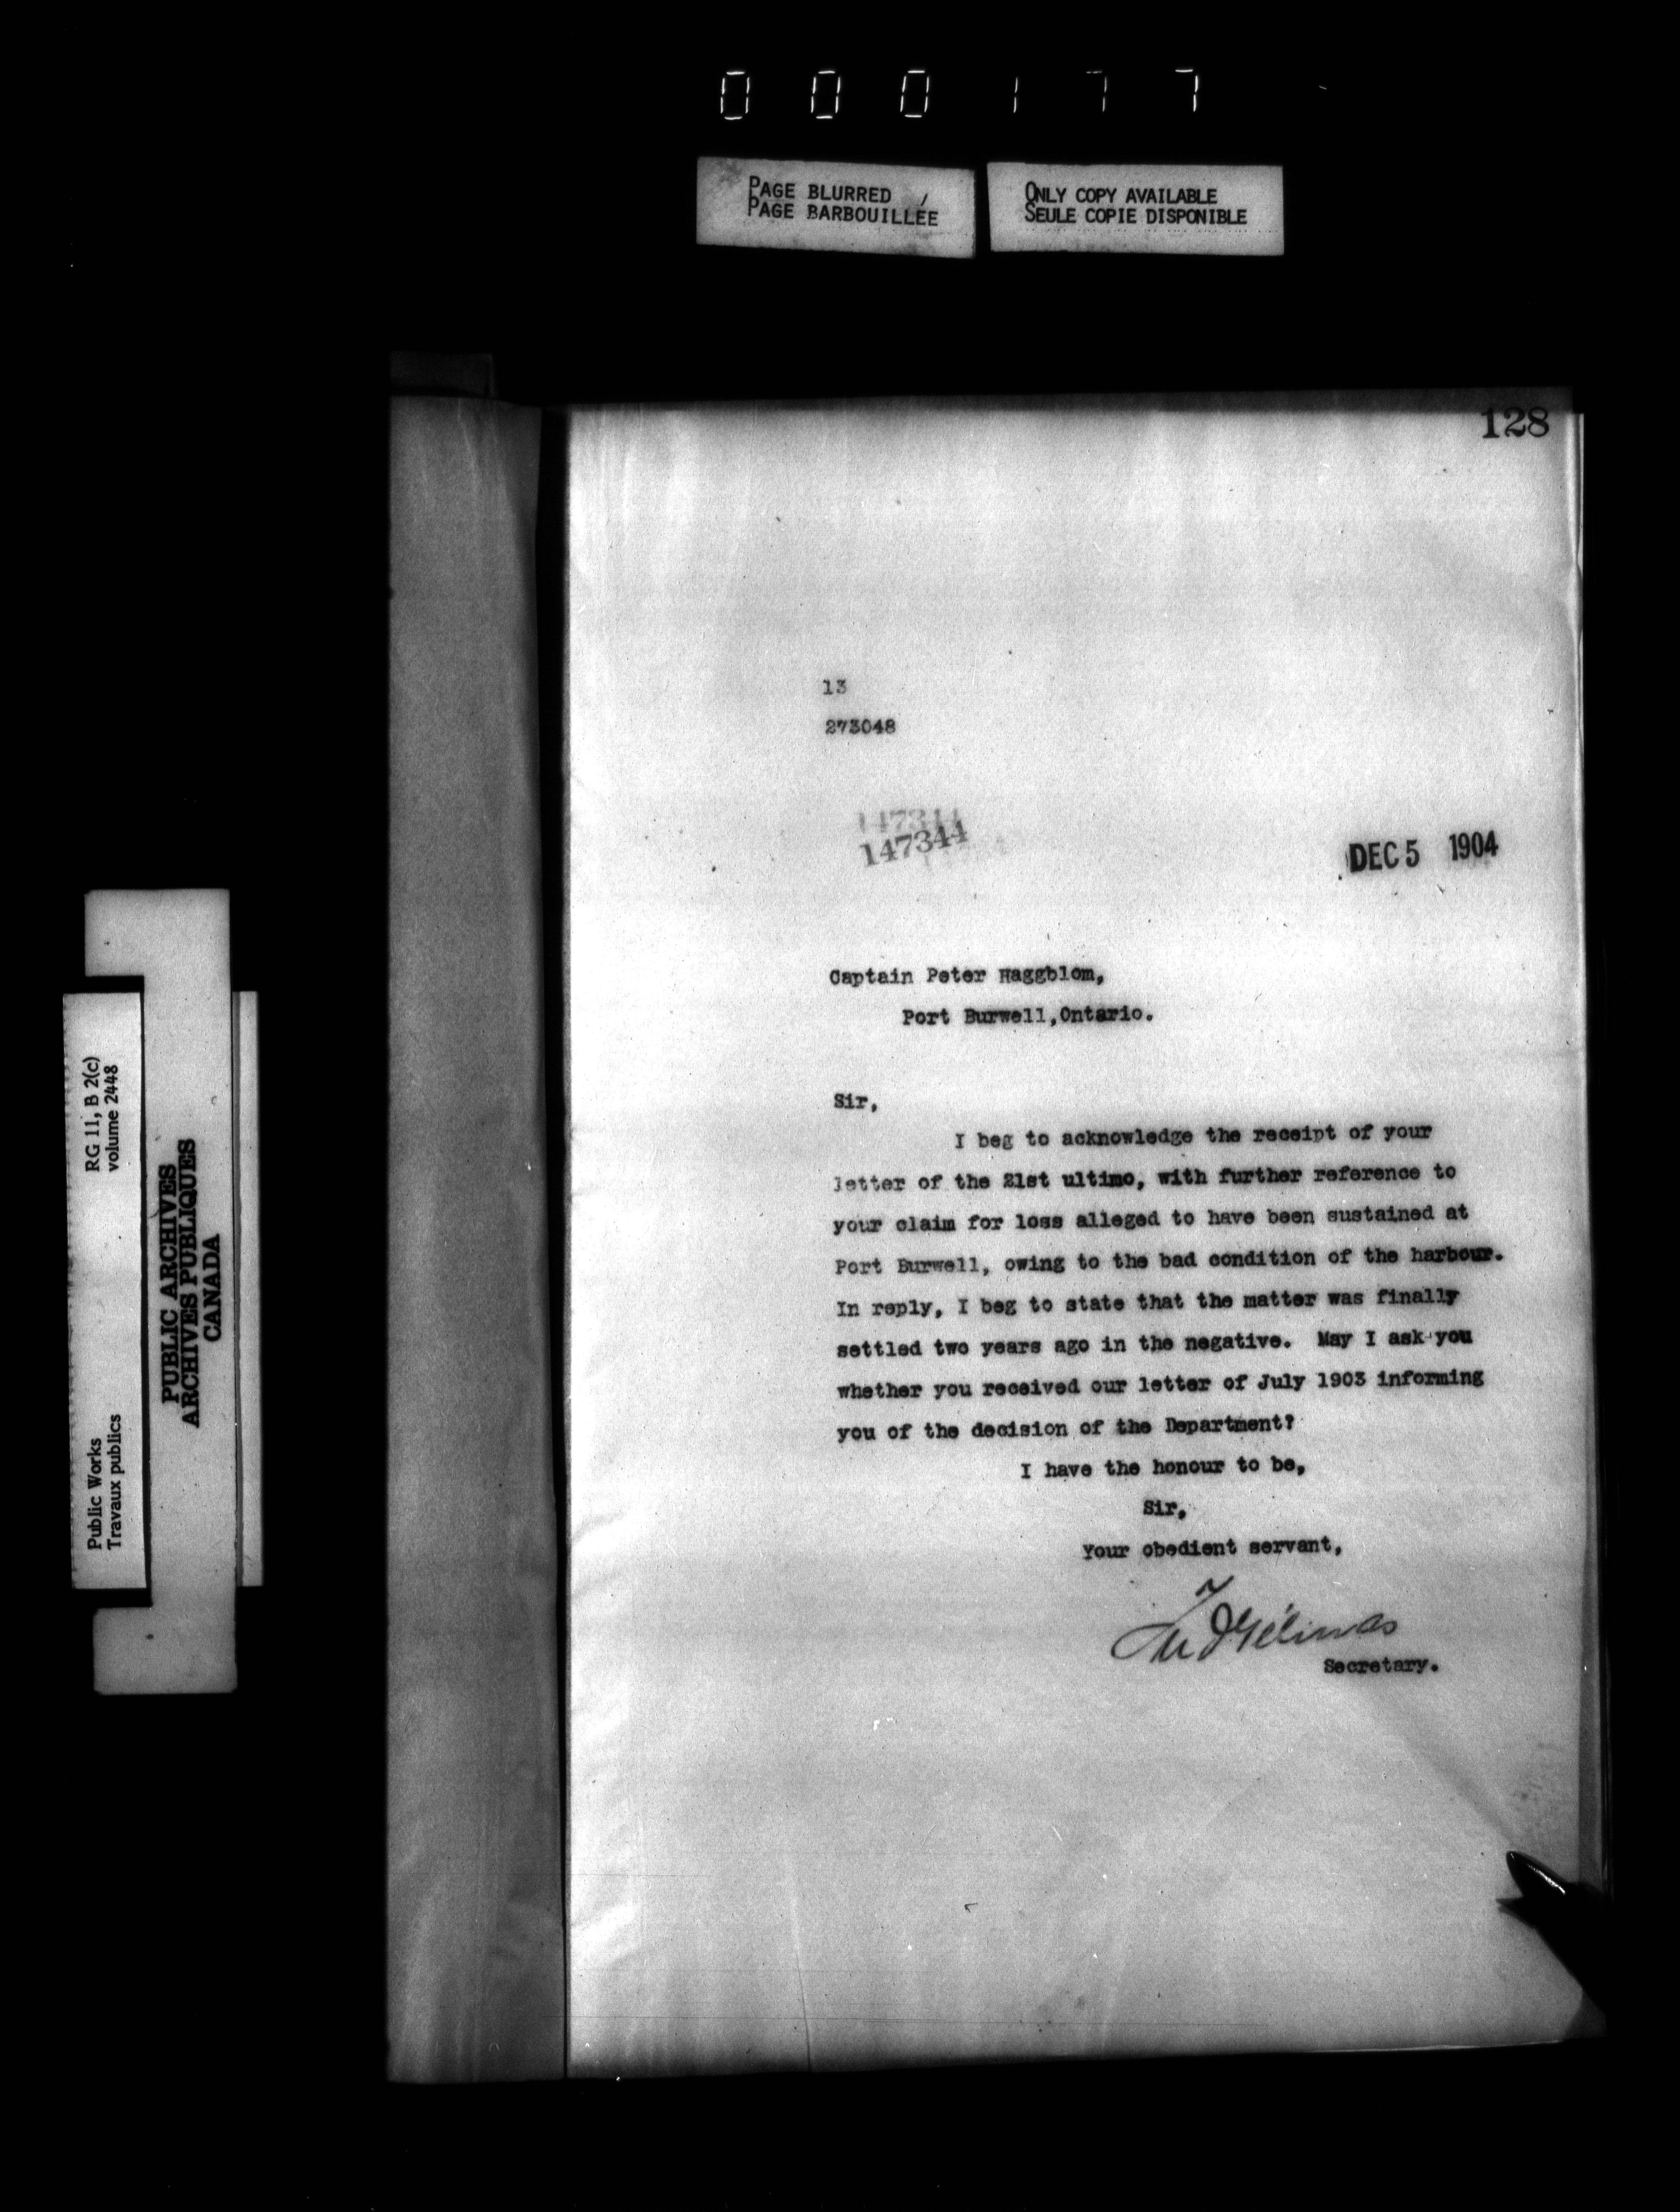 000177
PAGE BLURRED
PAGE BARBOUILLÉE
ONLY COPY AVAILABLE
SEULE COPIE DISPONIBLE
128
13
273048
147344
147344
DEC 5 1904
Captain Peter Haggblom,
Port Burwell,Ontario.
Sir,
I beg to acknowledge the receipt of your
letter of the 21st ultimo, with further reference to
your claim for loss alleged to have been sustained at
Port Burwell, owing to the bad condition of the harbour.
In reply, I beg to state that the matter was finally
settled two years ago in the negative. May I ask you
whether you received our letter of July 1903 informing
you of the decision of the Department?
I have the honour to be,
Sir,
Your obedient servant,
Gélinas
Secretary.
RG 11, B 2(c)
volume 2448
Public Works
Travaux publics
PUBLIC ARCHIVES
ARCHIVES PUBLIQUES
CANADA